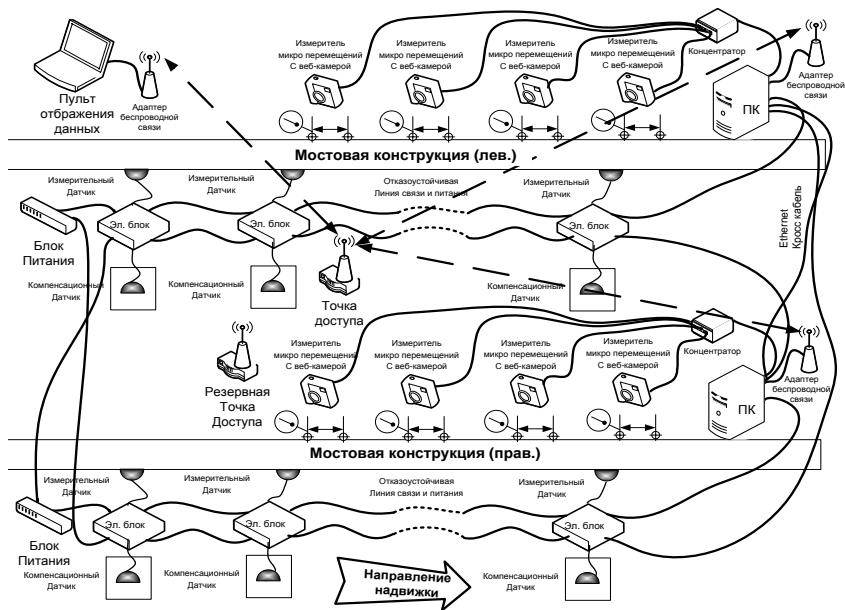 Измеритель
микро перемещений
С веб-камерой
Измеритель
микро перемещений
С веб-камерой
Измеритель
микро перемещений
С веб-камерой
Измеритель
микро перемещений
С веб-камерой
Концентратор
Адаптер
беспроводной
связи
ПК
Пульт
отбражения
данных
Адаптер
беспроводной
связи
Мостовая конструкция (лев.)
Измерительный
Датчик
Измерительный
Датчик
Отказоустойчивая
Линия связи и питания
Измерительный
Датчик
Эл. блок
Эл. блок
Эл. блок
Блок
Питания
Ethernet
Кросс кабель
Компенсационный
Датчик
Компенсационный
Датчик
Точка
доступа
Компенсационный
Датчик
Измеритель
микро перемещений
С веб-камерой
Измеритель
микро перемещений
С веб-камерой
Измеритель
микро перемещений
С веб-камерой
Измеритель
микро перемещений
С веб-камерой
Концентратор
Адаптер
беспроводной
связи
ПК
Резервная
Точка
Доступа
Мостовая конструкция (прав.)
Измерительный
Датчик
Измерительный
Датчик
Отказоустойчивая
Линия связи и питания
Измерительный
Датчик
Эл. блок
Эл. блок
Эл. блок
Блок
Питания
Компенсационный
Датчик
Компенсационный
Датчик
Направление
надвижки
Компенсационный
Датчик